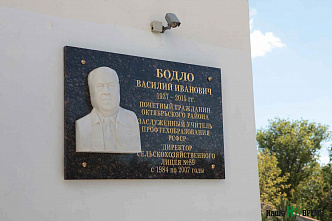 БОДЛО
ВАСИЛИЙ ИВАНОВИЧ
1937 - 2015 гг.
ПОЧЕТНЫЙ ГРАЖДАНИН
ОКТЯБРЬСКОГО РАЙОНА
ЗАСЛУЖЕННЫЙ УЧИТЕЛЬ
ПРОФТЕХОБРАЗОВАНИЯ
РСФСР
ДИРЕКТОР
СЕЛЬСКОХОЗЯЙСТВЕННОГО
ЛИЦЕЯ №89
с 1984 по 2007 годы